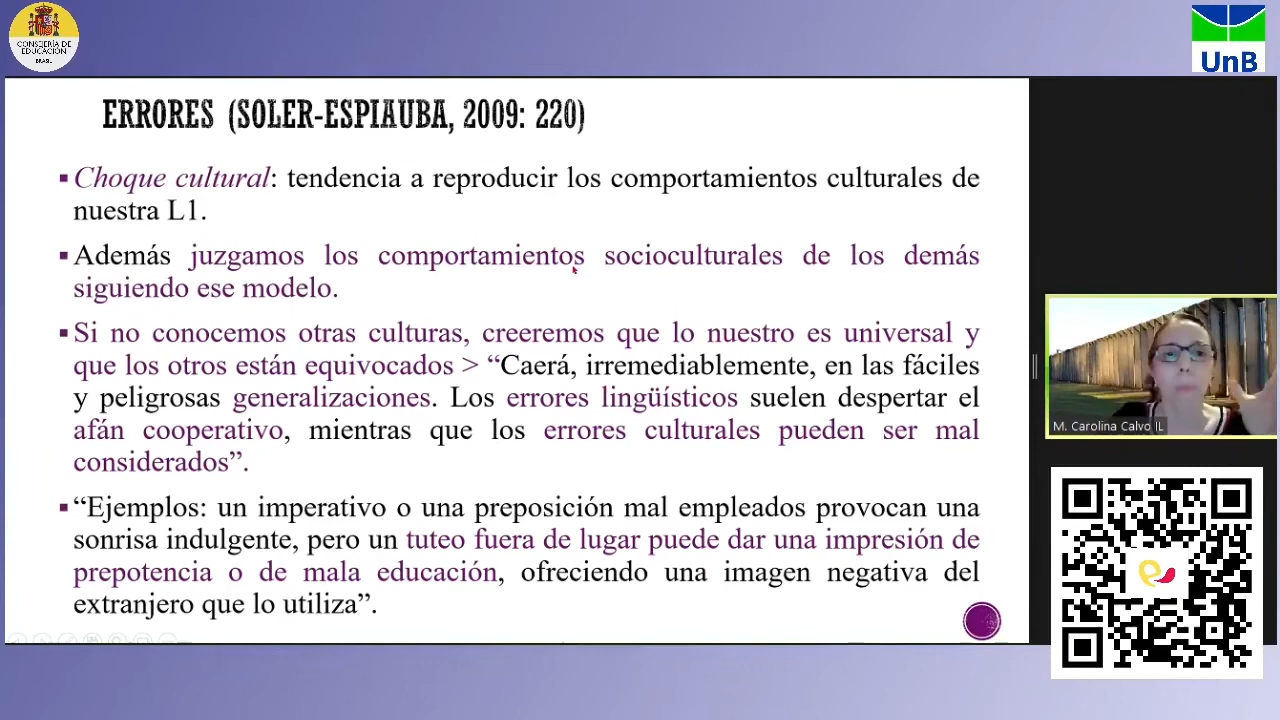 CONSEJERÍA DE
EDUCACIÓN
BRASIL
UnB
ERRORES (SOLER-ESPIAUBA, 2009: 220)
▪Choque cultural: tendencia a reproducir los comportamientos culturales de
nuestra L1.
▪Además juzgamos los comportamientos socioculturales de los demás
siguiendo ese modelo.
▪Si no conocemos otras culturas, creeremos que lo nuestro es universal y
que los otros están equivocados > “Caerá, irremediablemente, en las fáciles
y peligrosas generalizaciones. Los errores lingüísticos suelen despertar el
afán cooperativo, mientras que los errores culturales pueden ser mal
considerados”.
▪“Ejemplos: un imperativo o una preposición mal empleados provocan una
sonrisa indulgente, pero un tuteo fuera de lugar puede dar una impresión de
prepotencia o de mala educación, ofreciendo una imagen negativa del
extranjero que lo utiliza”.
M. Carolina Calvo IL